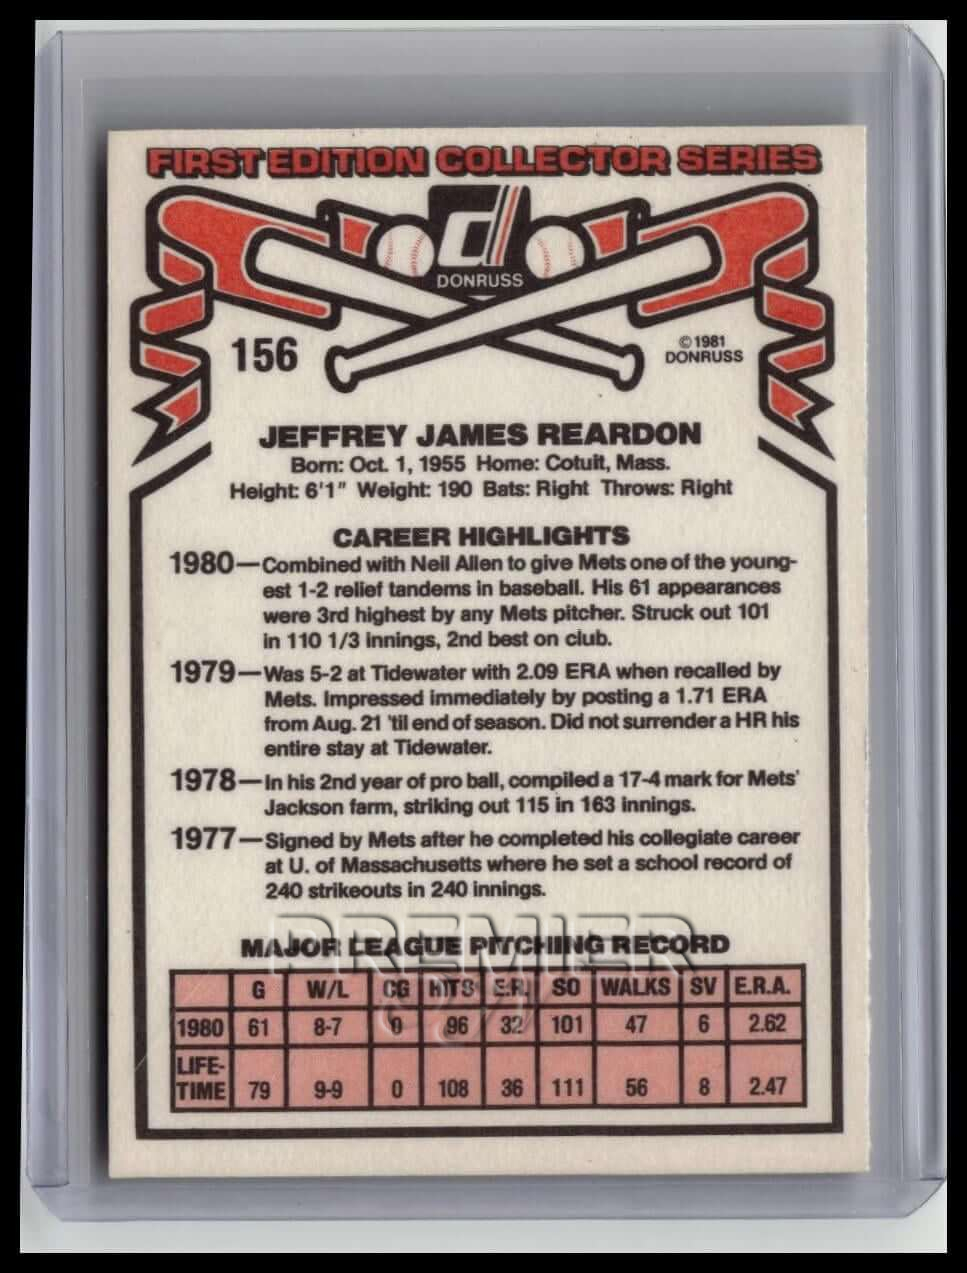 FIRST EDITION COLLECTOR SERIES
d
DONRUSS
156
©1981
DONRUSS
JEFFREY JAMES REARDON
Born: Oct. 1, 1955 Home: Cotuit, Mass.
Height: 6'1" Weight: 190 Bats: Right Throws: Right
CAREER HIGHLIGHTS
1980—Combined with Neil Allen to give Mets one of the young-
est 1-2 relief tandems in baseball. His 61 appearances
were 3rd highest by any Mets pitcher. Struck out 101
in 110 1/3 innings, 2nd best on club.
1979—Was 5-2 at Tidewater with 2.09 ERA when recalled by
Mets. Impressed immediately by posting a 1.71 ERA
from Aug. 21 'til end of season. Did not surrender a HR his
entire stay at Tidewater.
1978—In his 2nd year of pro ball, compiled a 17-4 mark for Mets'
Jackson farm, striking out 115 in 163 innings.
1977—Signed by Mets after he completed his collegiate career
at U. of Massachusetts where he set a school record of
240 strikeouts in 240 innings.
PREMIER
MAJOR LEAGUE PITCHING RECORD
G W/L CG HITS E.R. SO WALKS SV E.R.A.
1980 61 8-7 0 96 32 101 47 6 2.62
LIFE-
TIME 79 9-9 0 108 36 111 56 8 2.47